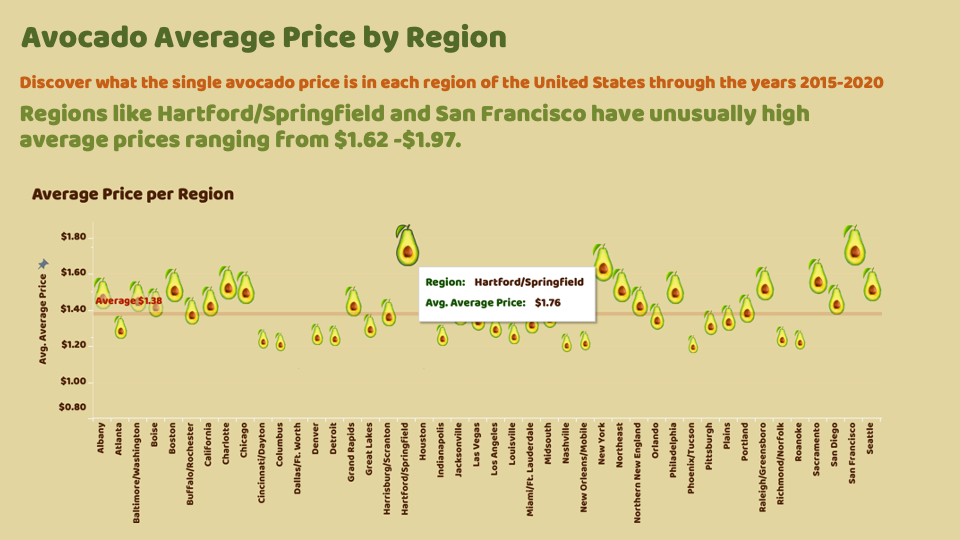 Avocado Average Price by Region
Discover what the single avocado price is in each region of the United States through the years 2015-2020
Regions like Hartford/Springfield and San Francisco have unusually high
average prices ranging from $1.62 -$1.97.
Average Price per Region
Avg. Average Price
$1.80
$1.60
$1.40
$1.20
$1.00
$0.80
Average $1.38
Region: Hartford/Springfield
Avg. Average Price: $1.76
Albany
Atlanta
Baltimore/Washington
Boise
Boston
Buffalo/Rochester
California
Charlotte
Chicago
Cincinnati/Dayton
Columbus
Dallas/Ft. Worth
Denver
Detroit
Grand Rapids
Great Lakes
Harrisburg/Scranton
Hartford/Springfield
Houston
Indianapolis
Jacksonville
Las Vegas
Los Angeles
Louisville
Miami/Ft. Lauderdale
Midsouth
Nashville
New Orleans/Mobile
New York
Northeast
Northern New England
Orlando
Philadelphia
Phoenix/Tucson
Pittsburgh
Plains
Portland
Raleigh/Greensboro
Richmond/Norfolk
Roanoke
Sacramento
San Diego
San Francisco
Seattle